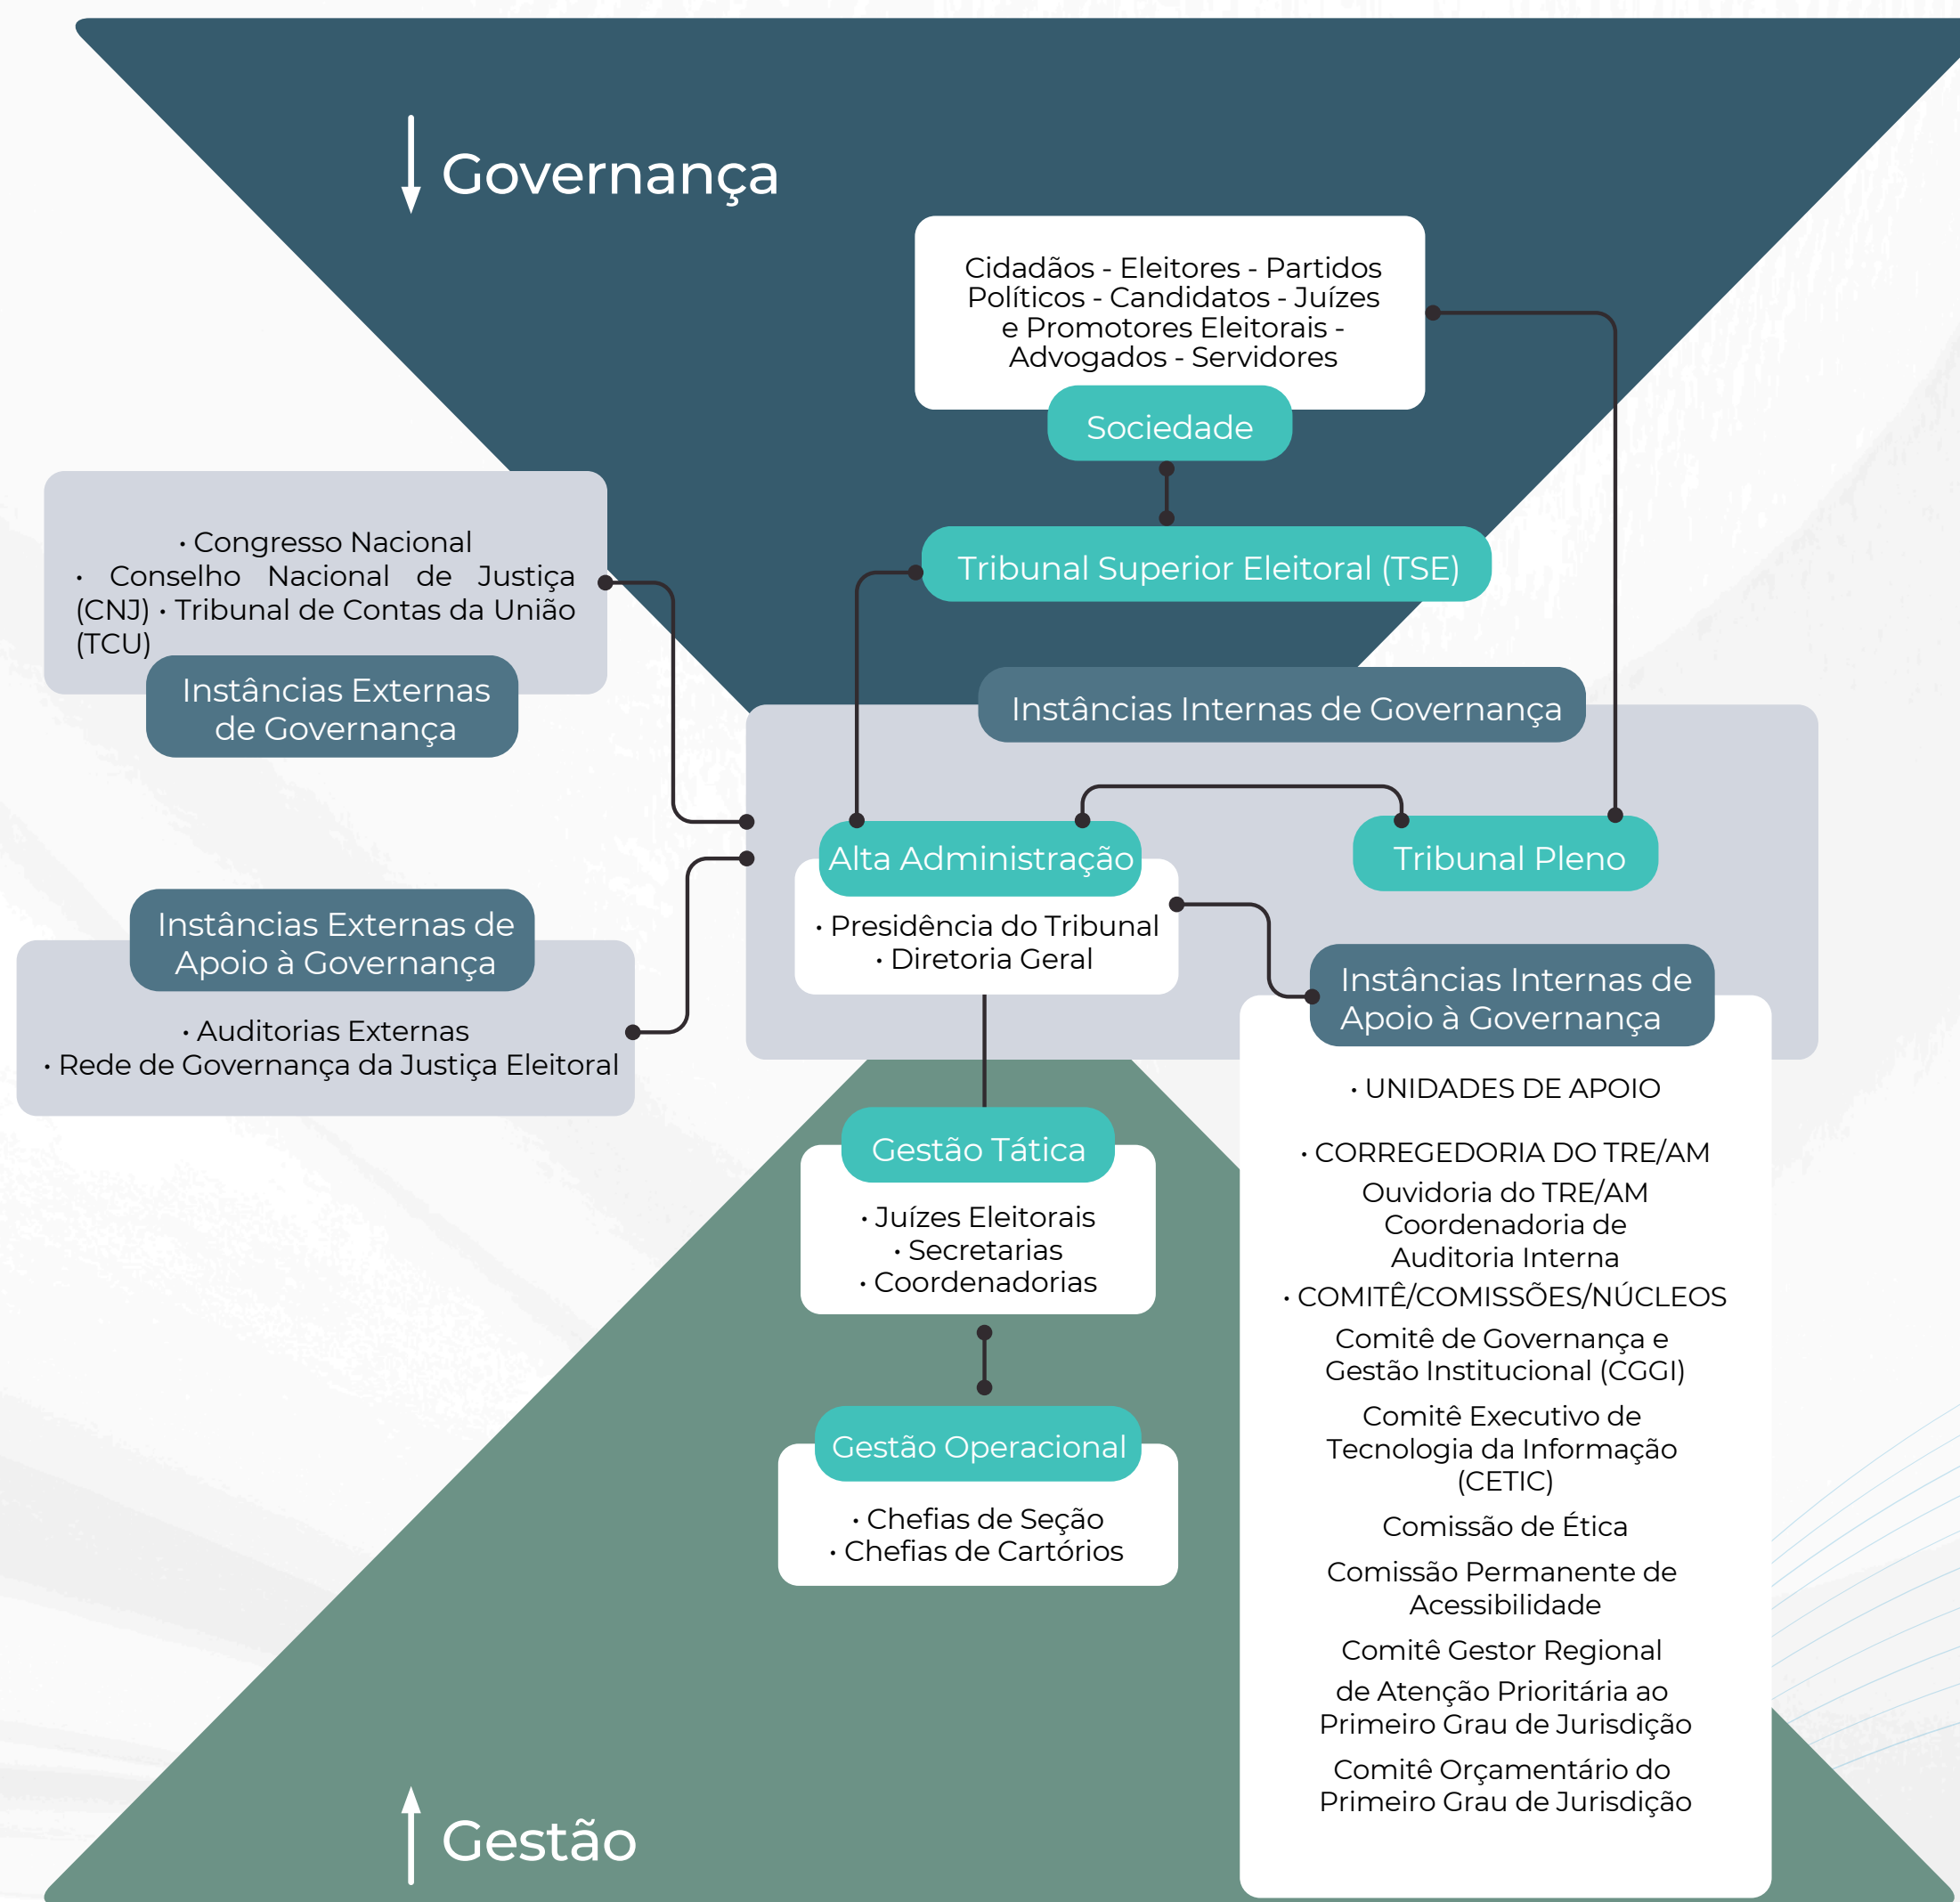 Governança
Cidadãos - Eleitores - Partidos
Políticos - Candidatos - Juízes
e Promotores Eleitorais -
Advogados - Servidores
Sociedade
Tribunal Superior Eleitoral (TSE)
• Congresso Nacional
• Conselho Nacional de Justiça
(CNJ) • Tribunal de Contas da União
(TCU)
Instâncias Externas
de Governança
Instâncias Internas de Governança
Alta Administração
• Presidência do Tribunal
• Diretoria Geral
Tribunal Pleno
Instâncias Externas de
Apoio à Governança
• Auditorias Externas
• Rede de Governança da Justiça Eleitoral
Instâncias Internas de
Apoio à Governança
• UNIDADES DE APOIO
• CORREGEDORIA DO TRE/AM
Ouvidoria do TRE/AM
Coordenadoria de
Auditoria Interna
• COMITÊ/COMISSÕES/NÚCLEOS
Comitê de Governança e
Gestão Institucional (CGGI)
Comitê Executivo de
Tecnologia da Informação
(CETIC)
Comissão de Ética
Comissão Permanente de
Acessibilidade
Comitê Gestor Regional
de Atenção Prioritária ao
Primeiro Grau de Jurisdição
Comitê Orçamentário do
Primeiro Grau de Jurisdição
Gestão Tática
• Juízes Eleitorais
• Secretarias
• Coordenadorias
Gestão Operacional
• Chefias de Seção
• Chefias de Cartórios
Gestão